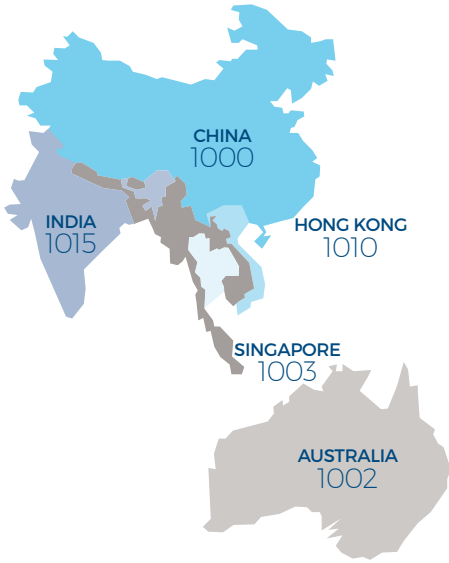 CHINA
1000
INDIA
1015
HONG KONG
1010
SINGAPORE
1003
AUSTRALIA
1002